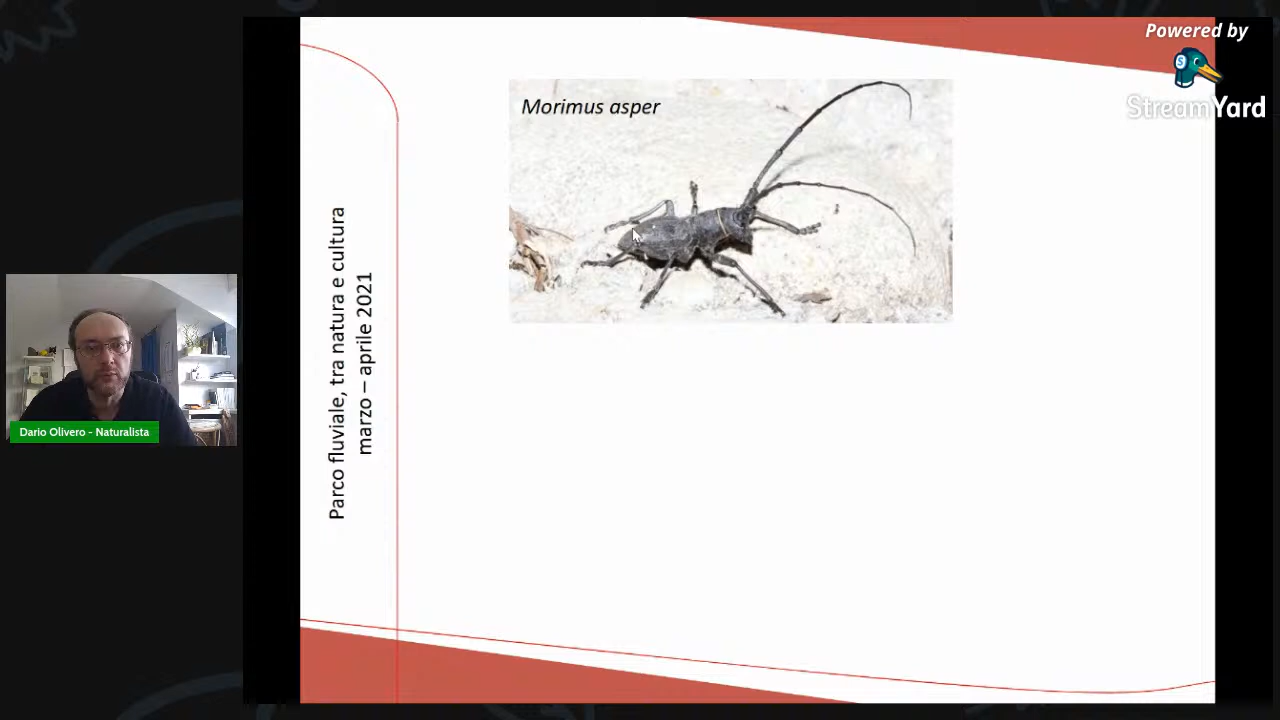 Powered by
StreamYard
Morimus asper
Parco fluviale, tra natura e cultura
marzo – aprile 2021
Dario Olivero - Naturalista